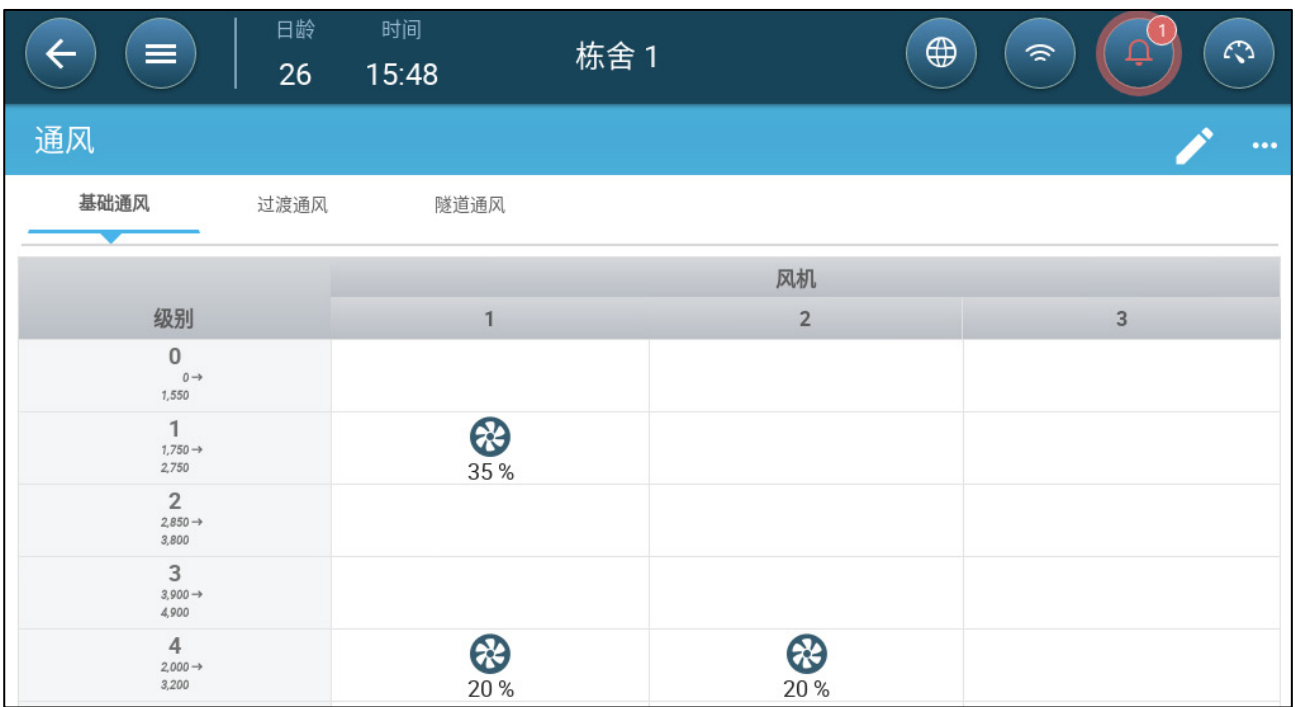 日龄 时间
26 15:48 栋舍 1
1
通风
基础通风 过渡通风 隧道通风
风机
级别 1 2 3
0
0→
1,550
1
1,750→
2,750
35 %
2
2,850→
3,800
3
3,900→
4,900
4
2,000→
3,200
20 % 20 %